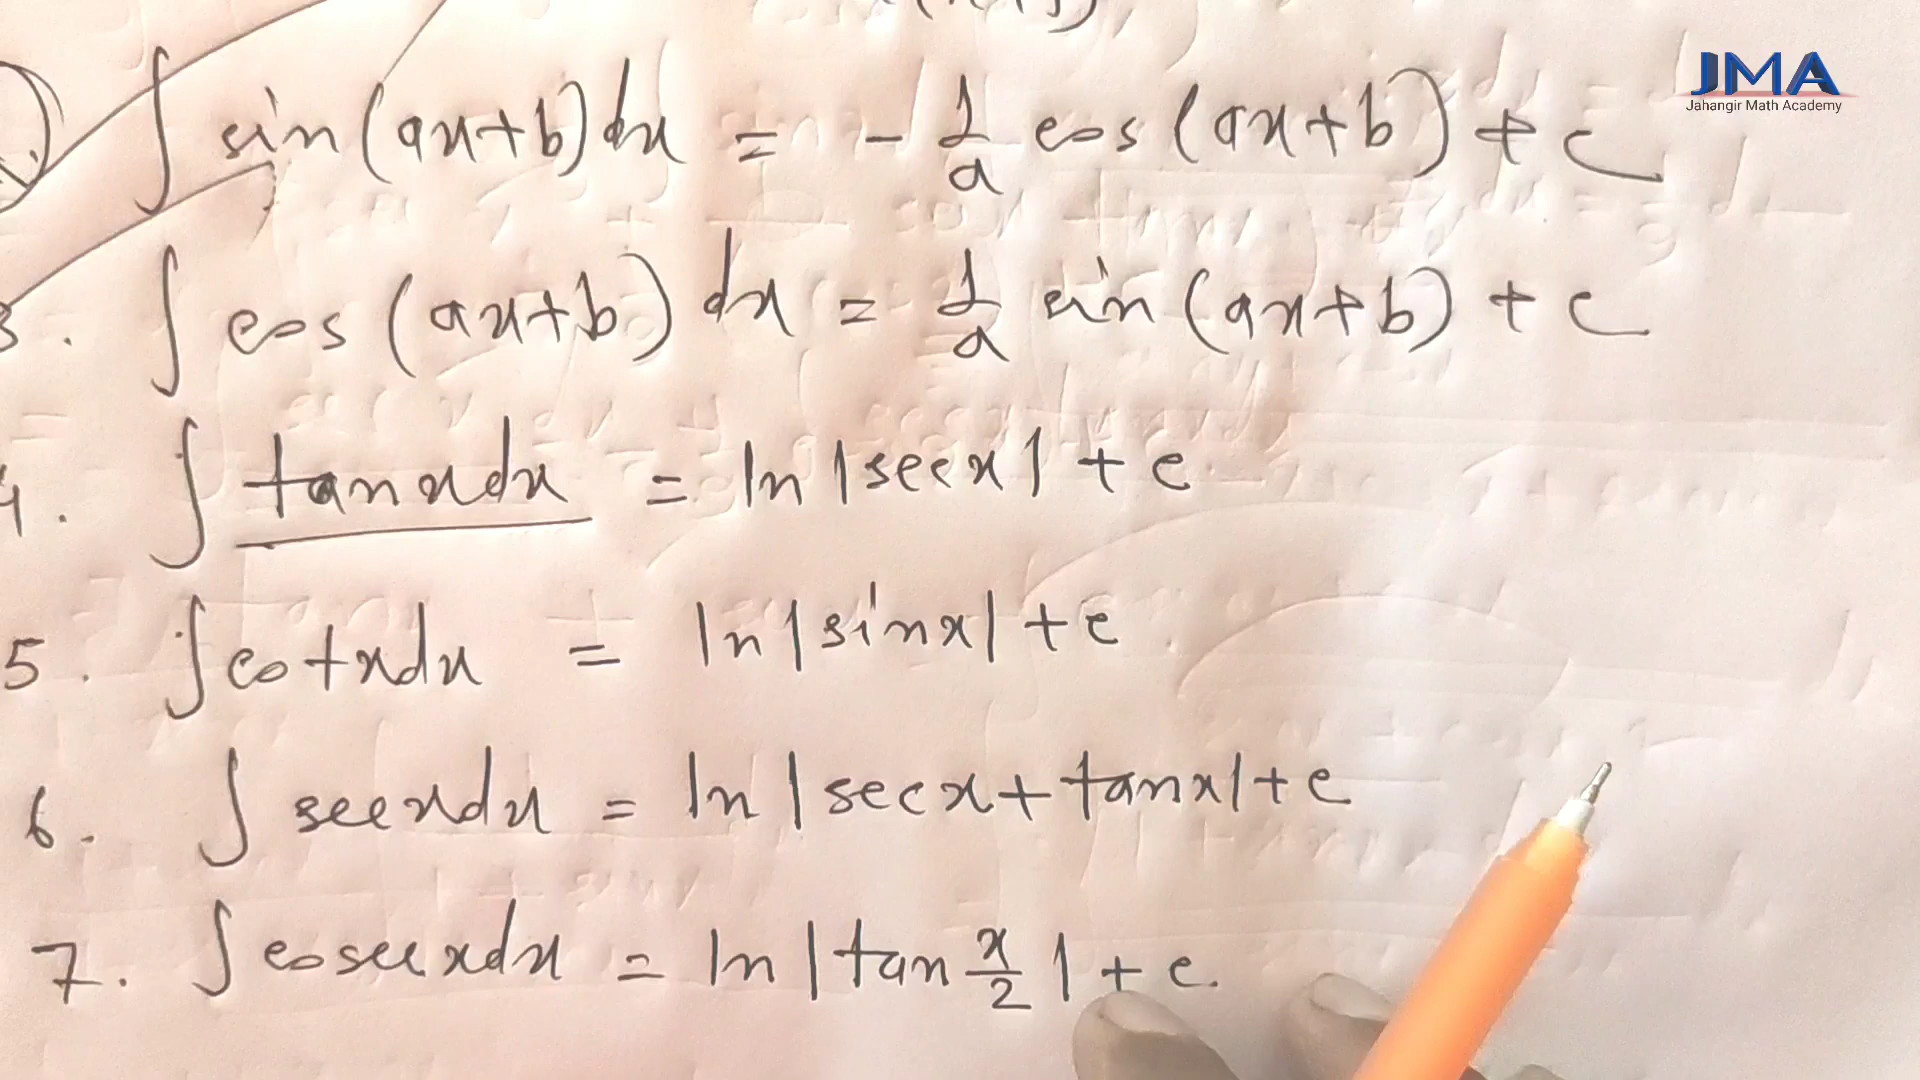 JMA
Jahangir Math Academy
∫ sin(ax+b)dx = - 1/a cos(ax+b) + c
3. ∫ cos(ax+b)dx = 1/a sin(ax+b) + c
4. ∫ tanxdx = ln|secx| + c
5. ∫cotxdx = ln|sinx| + c
6. ∫ secxdx = ln|secx+tanx|+c
7. ∫cosecxdx = ln|tan x/2| + c.